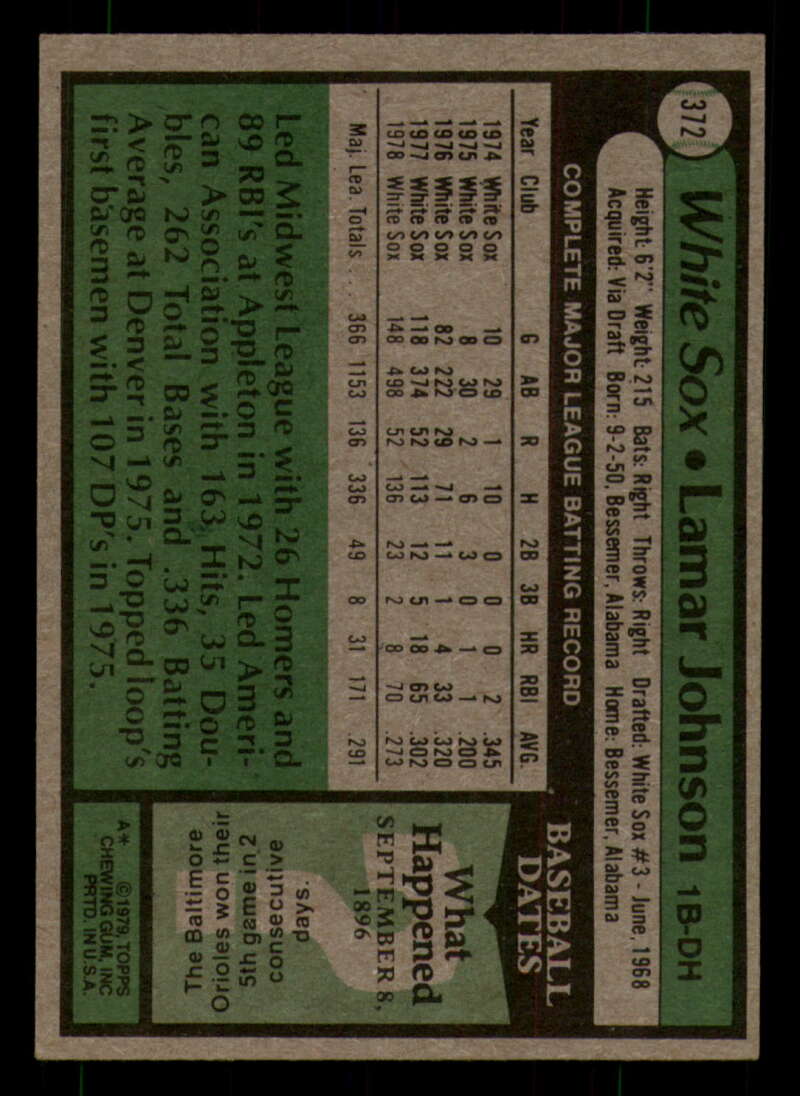 372
White Sox • Lamar Johnson 1B-DH
Height: 6'2" Weight: 215 Bats: Right Throws: Right Drafted: White Sox #3 - June, 1968
Acquired: Via Draft Born: 9-2-50, Bessemer, Alabama Home: Bessemer, Alabama
COMPLETE MAJOR LEAGUE BATTING RECORD
Year Club G AB R H 2B 3B HR RBI AVG.
1974 White Sox 10 29 1 10 0 0 0 2 .345
1975 White Sox 8 30 2 6 3 0 1 1 .200
1976 White Sox 82 222 29 71 11 1 4 33 .320
1977 White Sox 118 374 52 113 12 5 18 65 .302
1978 White Sox 148 498 52 136 23 2 8 70 .273
Maj. Lea. Totals . . . 366 1153 136 336 49 8 31 171 .291
Led Midwest League with 26 Homers and
89 RBI's at Appleton in 1972. Led Ameri-
can Association with 163 Hits, 35 Dou-
bles, 262 Total Bases and .336 Batting
Average at Denver in 1975. Topped loop's
first basemen with 107 DP's in 1975.
BASEBALL
DATES
What
Happened
SEPTEMBER 8,
1896
The Baltimore
Orioles won their
5th game in 2
consecutive
days.
A* ©1979, TOPPS
CHEWING GUM, INC
PRTD. IN U.S.A.